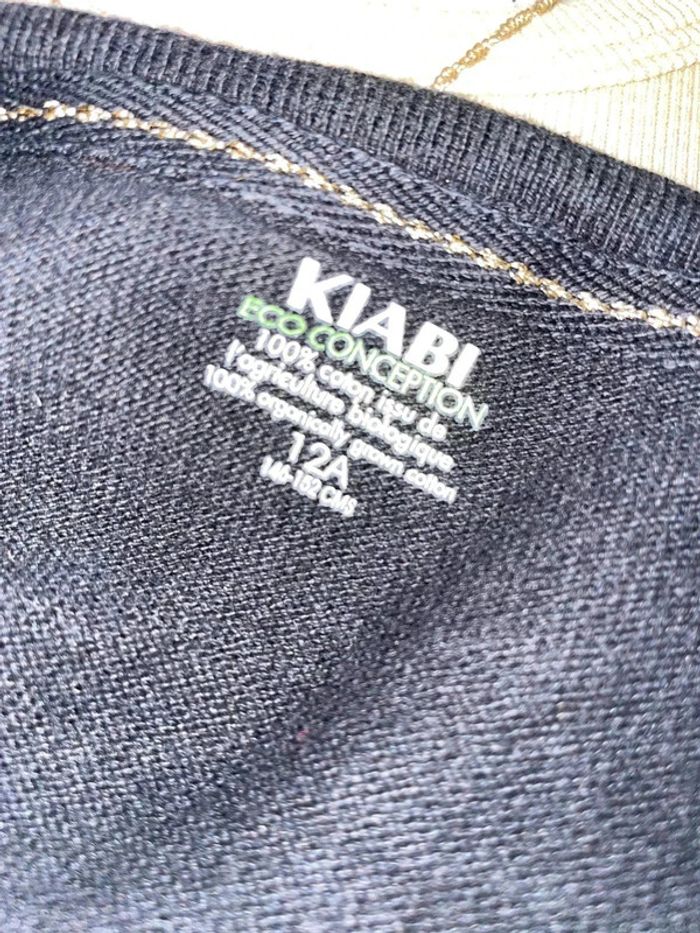 KIABI
ECO CONCEPTION
100% coton issu de
l'agriculture biologique
100% organically grown cotton
12A
146-152 CMS